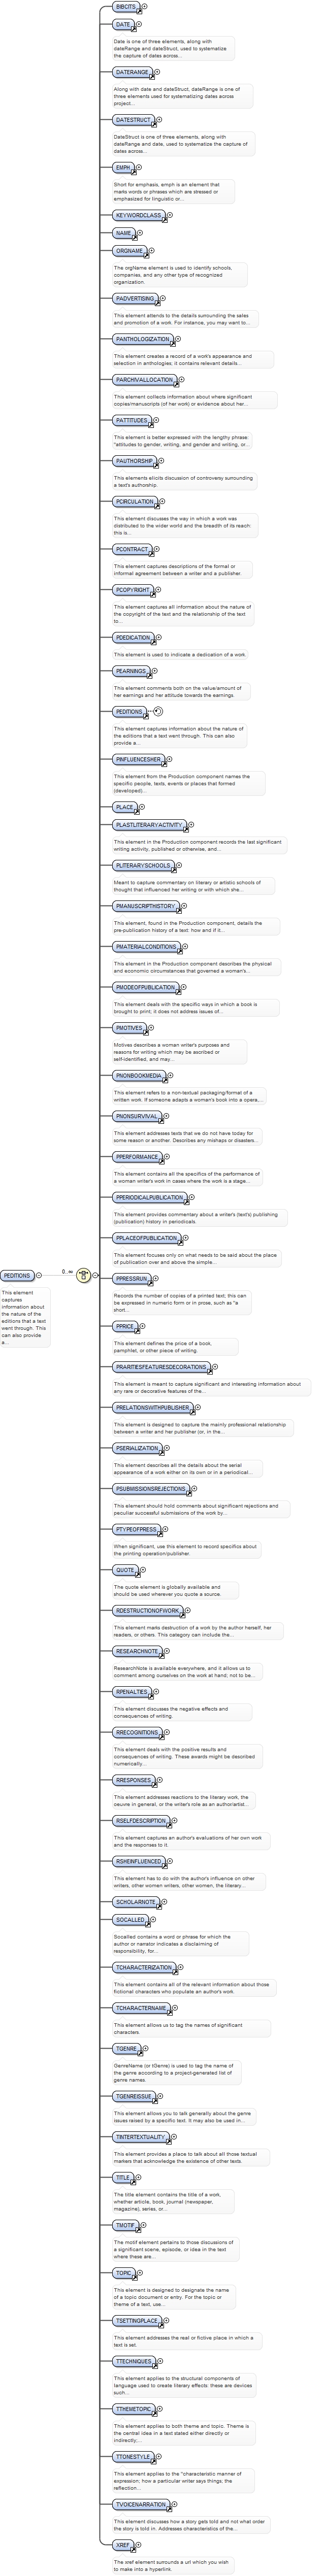 BIBCITS
DATE
Date is one of three elements, along with
dateRange and dateStruct, used to systematize
the capture of dates across...
DATERANGE
Along with date and dateStruct, dateRange is one of
three elements used for systematizing dates across
project...
DATESTRUCT
DateStruct is one of three elements, along with
dateRange and date, used to systematize the capture of
dates across...
EMPH
Short for emphasis, emph is an element that
marks words or phrases which are stressed or
emphasized for linguistic or...
KEYWORDCLASS
NAME
ORGNAME
The orgName element is used to identify schools,
companies, and any other type of recognized
organization.
PADVERTISING
This element attends to the details surrounding the sales
and promotion of a work. For instance, you may want to...
PANTHOLOGIZATION
This element creates a record of a work's appearance and
selection in anthologies; it contains relevant details...
PARCHIVALLOCATION
This element collects information about where significant
copies/manuscripts (of her work) or evidence about her...
PATTITUDES
This element is better expressed with the lengthy phrase:
"attitudes to gender, writing, and gender and writing, or...
PAUTHORSHIP
This elements elicits discussion of controversy surrounding
a text's authorship.
PCIRCULATION
This element discusses the way in which a work was
distributed to the wider world and the breadth of its reach:
this is...
PCONTRACT
This element captures descriptions of the formal or
informal agreement between a writer and a publisher.
PCOPYRIGHT
This element captures all information about the nature of
the copyright of the text and the relationship of the text
to...
PDEDICATION
This element is used to indicate a dedication of a work.
PEARNINGS
This element comments both on the value/amount of
her earnings and her attitude towards the earnings.
PEDITIONS
This element captures information about the nature of
the editions that a text went through. This can also
provide a...
PINFLUENCESHER
This element from the Production component names the
specific people, texts, events or places that formed
(developed)...
PLACE
PLASTLITERARYACTIVITY
This element in the Production component records the last significant
writing activity, published or otherwise, and...
PLITERARYSCHOOLS
Meant to capture commentary on literary or artistic schools of
thought that influenced her writing or with which she...
PMANUSCRIPTHISTORY
This element, found in the Production component, details the
pre-publication history of a text: how and if it...
PMATERIALCONDITIONS
This element in the Production component describes the physical
and economic circumstances that governed a woman's...
PMODEOFPUBLICATION
This element deals with the specific ways in which a book is
brought to print; it does not address issues of...
PMOTIVES
Motives describes a woman writer's purposes and
reasons for writing which may be ascribed or
self-identified, and may...
PNONBOOKMEDIA
This element refers to a non-textual packaging/format of a
written work. If someone adapts a woman's book into a opera,...
PNONSURVIVAL
This element addresses texts that we do not have today for
some reason or another. Describes any mishaps or disasters...
PPERFORMANCE
This element contains all the specifics of the performance of
a woman writer's work in cases where the work is a stage...
PPERIODICALPUBLICATION
This element provides commentary about a writer's (text's) publishing
(publication) history in periodicals.
PPLACEOFPUBLICATION
This element focuses only on what needs to be said about the place
of publication over and above the simple...
PEDITIONS
0..∞
This element
captures
information about
the nature of the
editions that a text
went through. This
can also provide
a...
PPRESSRUN
Records the number of copies of a printed text; this can
be expressed in numeric form or in prose, such as "a
short...
PPRICE
This element defines the price of a book,
pamphlet, or other piece of writing.
PRARITIESFEATURESDECORATIONS
This element is meant to capture significant and interesting information about
any rare or decorative features of the...
PRELATIONSWITHPUBLISHER
This element is designed to capture the mainly professional relationship
between a writer and her publisher (or, in the...
PSERIALIZATION
This element describes all the details about the serial
appearance of a work either on its own or in a periodical...
PSUBMISSIONSREJECTIONS
This element should hold comments about significant rejections and
peculiar successful submissions of the work by...
PTYPEOFPRESS
When significant, use this element to record specifics about
the printing operation/publisher.
QUOTE
The quote element is globally available and
should be used wherever you quote a source.
RDESTRUCTIONOFWORK
This element marks destruction of a work by the author herself, her
readers, or others. This category can include the...
RESEARCHNOTE
ResearchNote is available everywhere, and it allows us to
comment among ourselves on the work at hand, not to be...
RPENALTIES
This element discusses the negative effects and
consequences of writing.
RRECOGNITIONS
This element deals with the positive results and
consequences of writing. These awards might be described
numerically...
RRESPONSES
This element addresses reactions to the literary work, the
oeuvre in general, or the writer's role as an author/artist...
RSELFDESCRIPTION
This element captures an author's evaluations of her own work
and the responses to it.
RSHEINFLUENCED
This element has to do with the author's influence on other
writers, other women writers, other women, the literary...
SCHOLARNOTE
SOCALLED
Socalled contains a word or phrase for which the
author or narrator indicates a disclaiming of
responsibility, for...
TCHARACTERIZATION
This element contains all of the relevant information about those
fictional characters who populate an author's work.
TCHARACTERNAME
This element allows us to tag the names of significant
characters.
TGENRE
GenreName (or tGenre) is used to tag the name of
the genre according to a project-generated list of
genre names.
TGENREISSUE
This element allows you to talk generally about the genre
issues raised by a specific text. It may also be used in...
TINTERTEXTUALITY
This element provides a place to talk about all those textual
markers that acknowledge the existence of other texts.
TITLE
The title element contains the title of a work,
whether article, book, journal (newspaper,
magazine), series, or...
TMOTIF
The motif element pertains to those discussions of
a significant scene, episode, or idea in the text
where these are...
TOPIC
This element is designed to designate the name
of a topic document or entry. For the topic or
theme of a text, use...
TSETTINGPLACE
This element addresses the real or fictive place in which a
text is set.
TTECHNIQUES
This element applies to the structural components of
language used to create literary effects: these are devices
such...
TTHEMETOPIC
This element applies to both theme and topic. Theme is
the central idea in a text stated either directly or
indirectly;...
TTONESTYLE
This element applies to the "characteristic manner of
expression; how a particular writer says things; the
reflection...
TVOICENARRATION
This element discusses how a story gets told and not what order
the story is told in. Addresses characteristics of the...
XREF
The xref element surrounds a url which you wish
to make into a hyperlink.